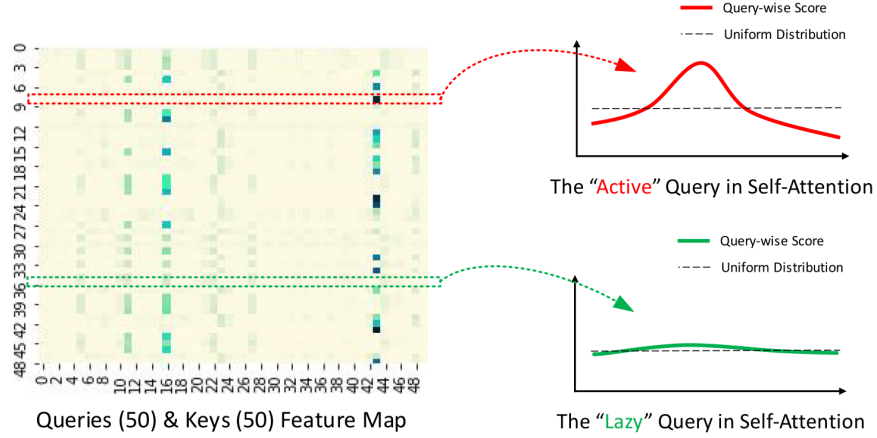 Query-wise Score
Uniform Distribution
0
3
6
9
12
15
18
21
24
27
30
33
36
39
42
45
48
0 2 4 6 8 10 12 14 16 18 20 22 24 26 28 30 32 34 36 38 40 42 44 46 48
The “Active” Query in Self-Attention
Query-wise Score
Uniform Distribution
Queries (50) & Keys (50) Feature Map
The “Lazy” Query in Self-Attention